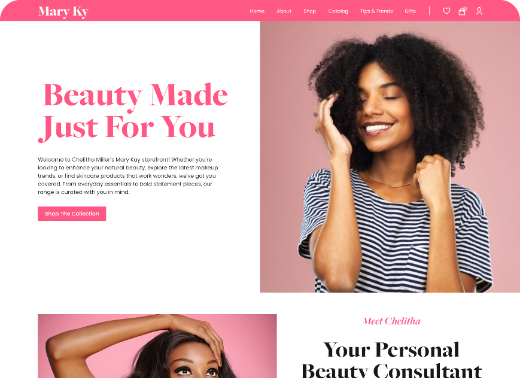 Mary Ky
Home About Shop Catalog Tips & Trends Gifts
Beauty Made
Just For You
Welcome to Chelitha Miller's Mary Kay storefront! Whether you're
looking to enhance your natural beauty, explore the latest makeup
trends, or find skincare products that work wonders, we've got you
covered. From everyday essentials to bold statement pieces, our
range is curated with you in mind.
Shop The Collection
Meet Chelitha
Your Personal
Beauty Consultant